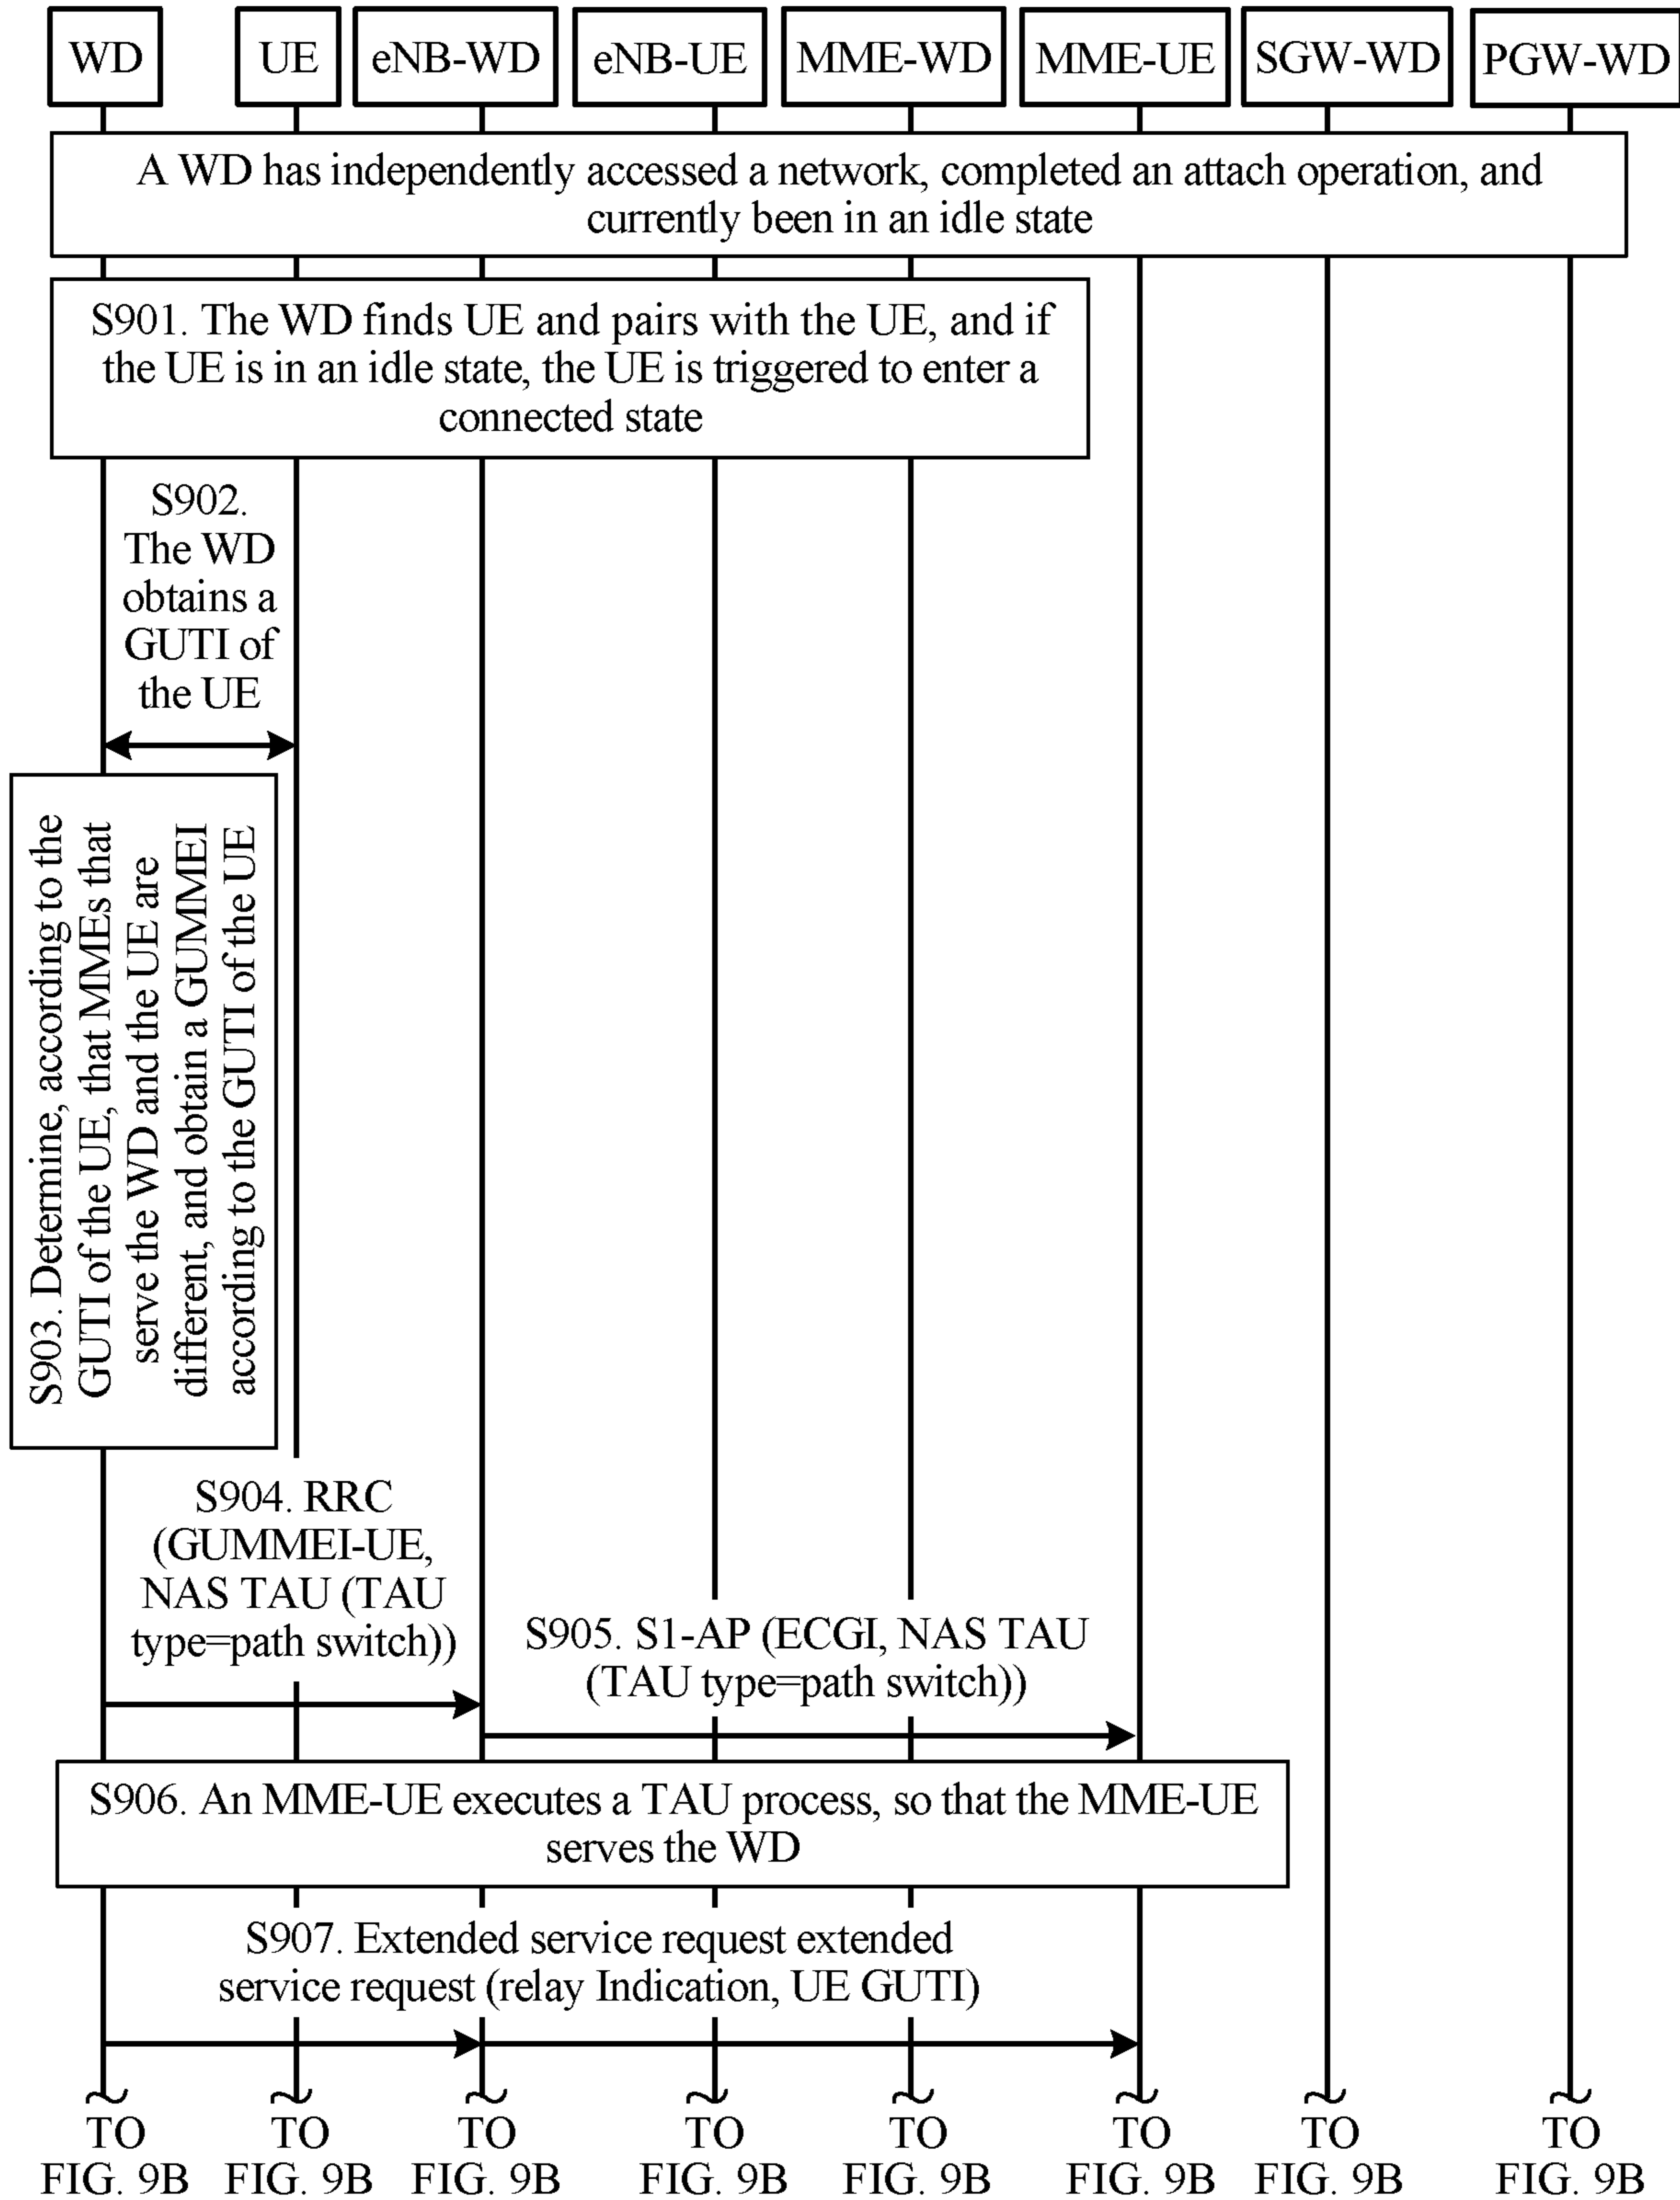 WD
UE
eNB-WD
eNB-UE
MME-WD
MME-UE
SGW-WD
PGW-WD
A WD has independently accessed a network, completed an attach operation, and
currently been in an idle state
S901. The WD finds UE and pairs with the UE, and if
the UE is in an idle state, the UE is triggered to enter a
connected state
S902.
The WD
obtains a
GUTI of
the UE
S903. Determine, according to the
GUTI of the UE, that MMEs that
serve the WD and the UE are
different, and obtain a GUMMEI
according to the GUTI of the UE
S904. RRC
(GUMMEI-UE,
NAS TAU (TAU
type=path switch))
S905. S1-AP (ECGI, NAS TAU
(TAU type=path switch))
S906. An MME-UE executes a TAU process, so that the MME-UE
serves the WD
S907. Extended service request extended
service request (relay Indication, UE GUTI)
TO
FIG. 9B
TO
FIG. 9B
TO
FIG. 9B
TO
FIG. 9B
TO
FIG. 9B
TO
FIG. 9B
TO
FIG. 9B
TO
FIG. 9B